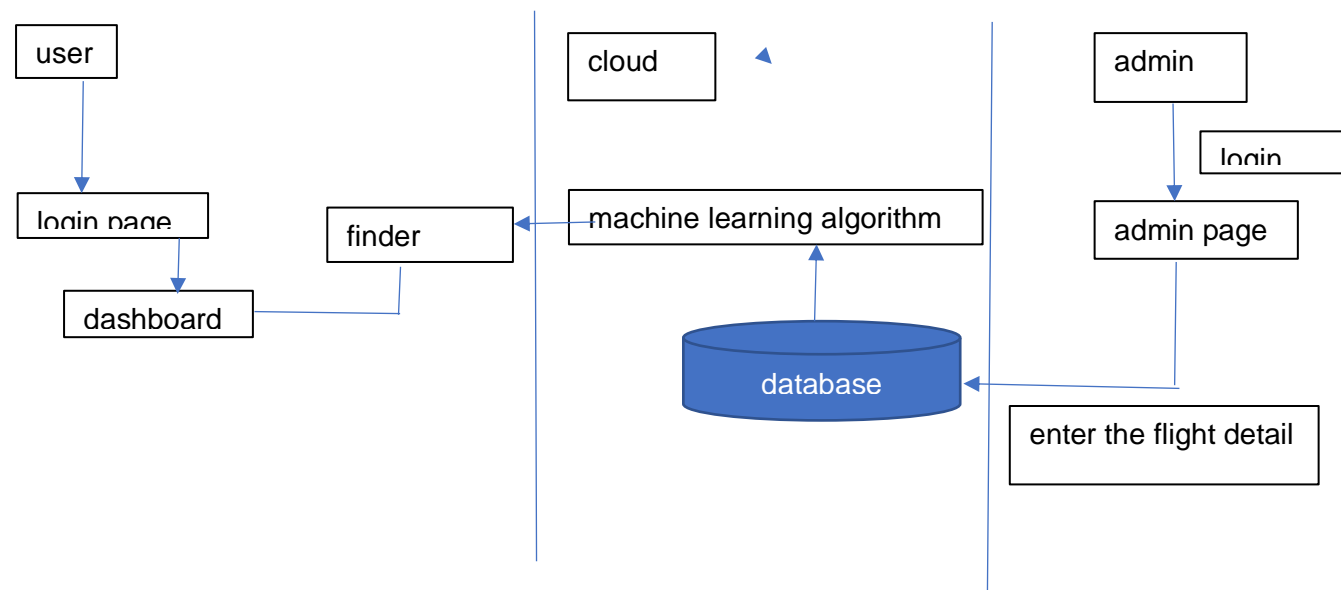 user
cloud
admin
login
login page
finder
machine learning algorithm
admin page
dashboard
database
enter the flight detail